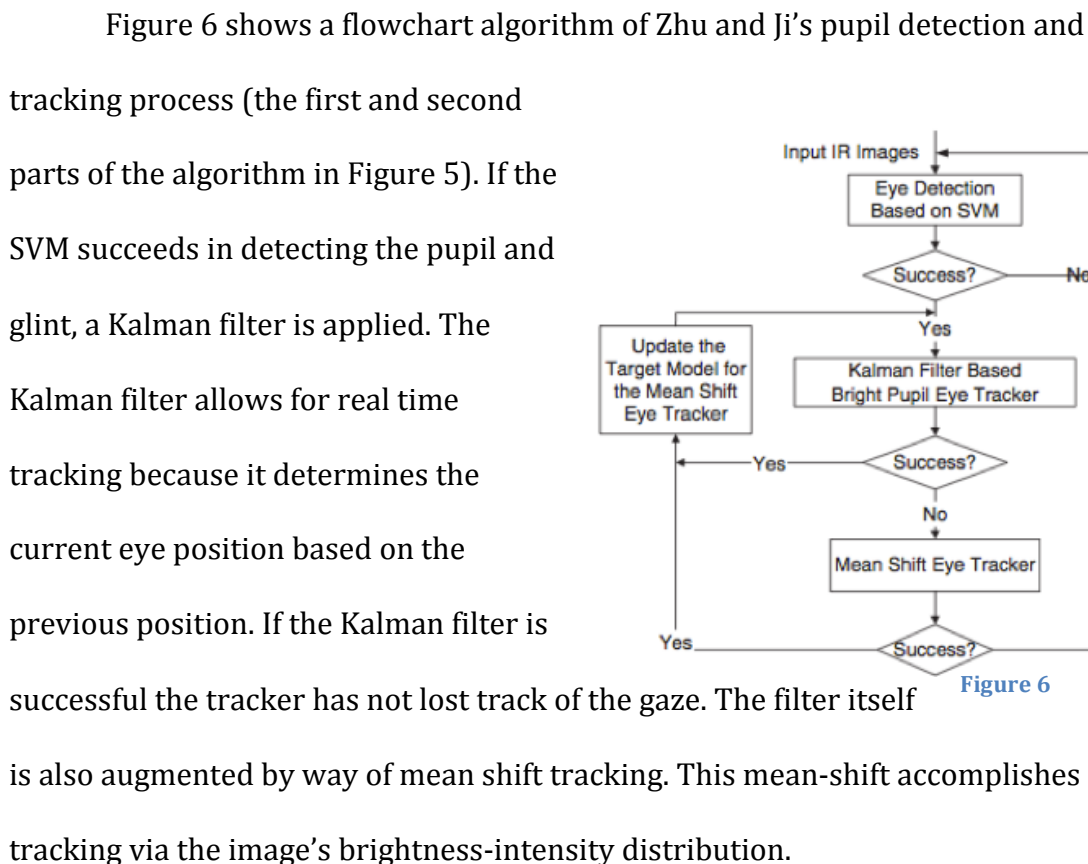 Figure 6 shows a flowchart algorithm of Zhu and Ji’s pupil detection and
tracking process (the first and second
parts of the algorithm in Figure 5). If the
SVM succeeds in detecting the pupil and
glint, a Kalman filter is applied. The
Kalman filter allows for real time
tracking because it determines the
current eye position based on the
previous position. If the Kalman filter is
successful the tracker has not lost track of the gaze. The filter itself
is also augmented by way of mean shift tracking. This mean-shift accomplishes
tracking via the image’s brightness-intensity distribution.
Input IR Images
Eye Detection
Based on SVM
Success?
Yes
Update the
Target Model for
the Mean Shift
Eye Tracker
Kalman Filter Based
Bright Pupil Eye Tracker
Yes
Success?
No
Mean Shift Eye Tracker
Yes
Success?
Figure 6